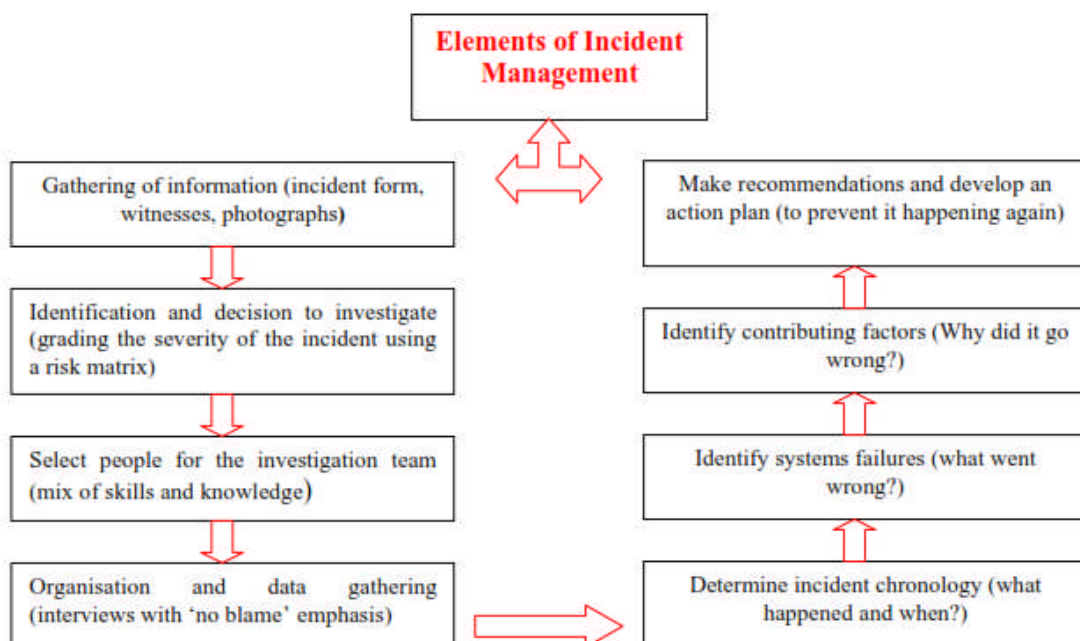 Elements of Incident
Management
Gathering of information (incident form,
witnesses, photographs)
Identification and decision to investigate
(grading the severity of the incident using
a risk matrix)
Select people for the investigation team
(mix of skills and knowledge)
Organisation and data gathering
(interviews with ‘no blame’ emphasis)
Determine incident chronology (what
happened and when?)
Identify systems failures (what went
wrong?)
Identify contributing factors (Why did it go
wrong?)
Make recommendations and develop an
action plan (to prevent it happening again)